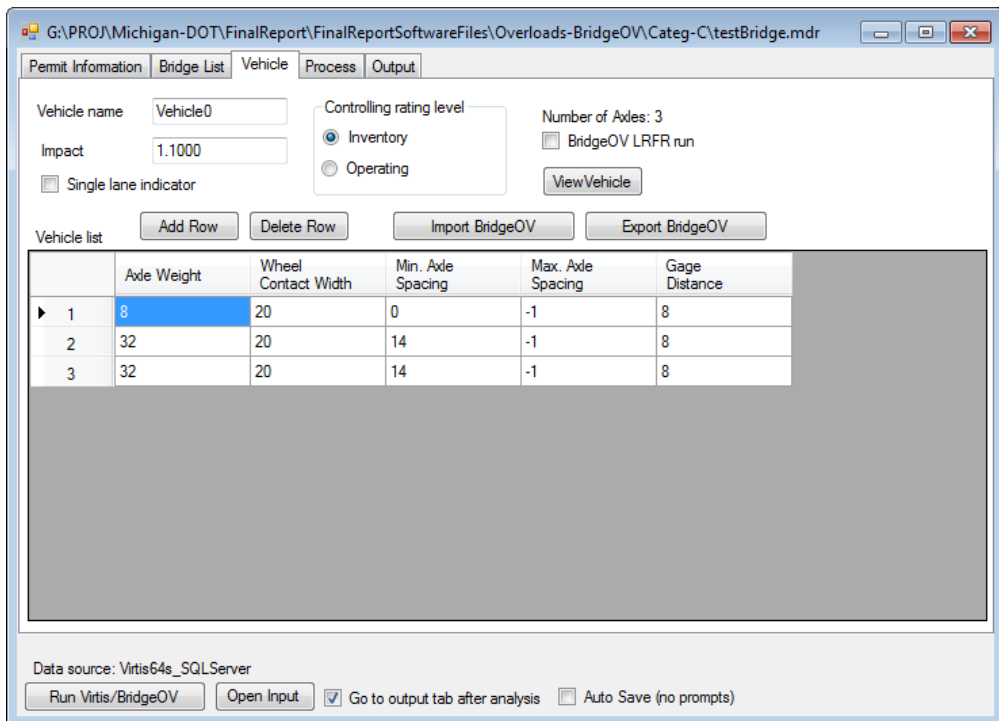 G:\PROJ\Michigan-DOT\FinalReport\FinalReportSoftwareFiles\Overloads-BridgeOV\Categ-C\testBridge.mdr
Permit Information Bridge List Vehicle Process Output
Vehicle name Vehicle0 Controlling rating level Number of Axles: 3
Inventory BridgeOV LRFR run
Impact 1.1000
Operating
Single lane indicator ViewVehicle
Vehicle list Add Row Delete Row Import BridgeOV Export BridgeOV
Axle Weight Wheel Contact Width Min. Axle Spacing Max. Axle Spacing Gage Distance
1 8 20 0 -1 8
2 32 20 14 -1 8
3 32 20 14 -1 8
Data source: Virtis64s_SQLServer
Run Virtis/BridgeOV Open Input Go to output tab after analysis Auto Save (no prompts)